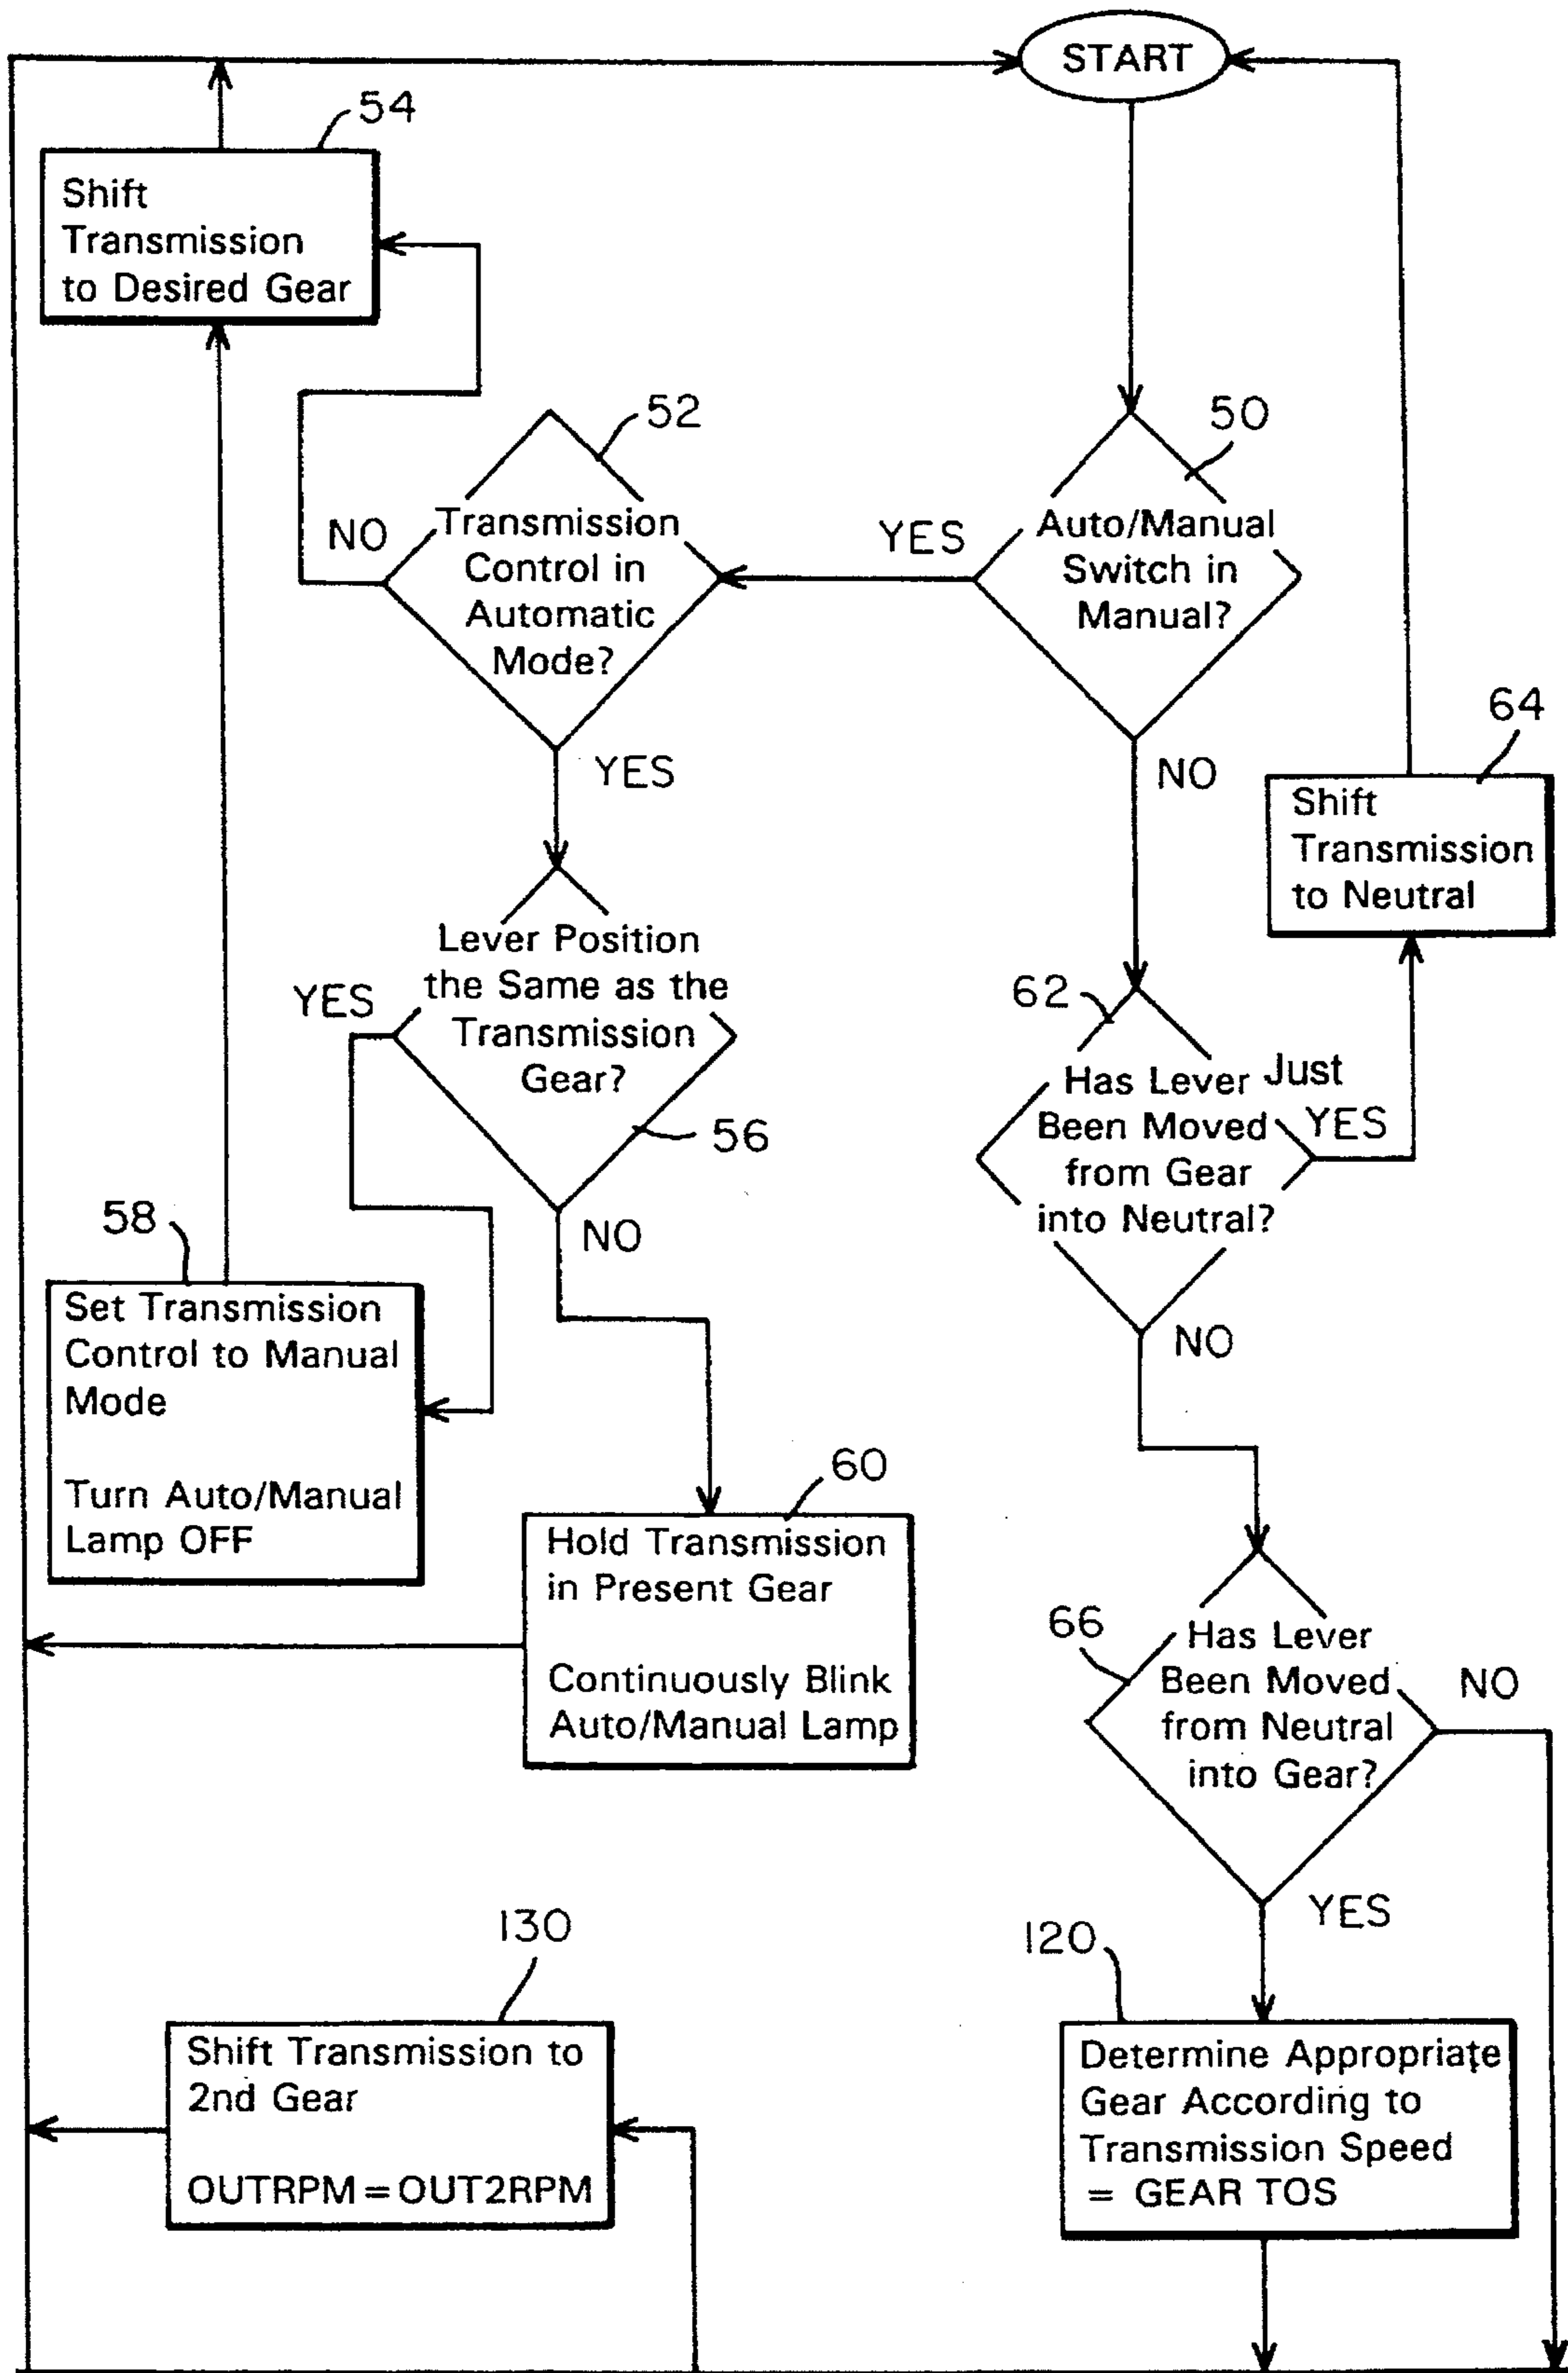 START
54
Shift
Transmission
to Desired Gear
52
Transmission
Control in
Automatic
Mode?
NO
YES
50
Auto/Manual
Switch in
Manual?
YES
NO
64
Shift
Transmission
to Neutral
Lever Position
the Same as the
Transmission
Gear?
YES
56
NO
62
Has Lever Just
Been Moved
from Gear
into Neutral?
YES
NO
58
Set Transmission
Control to Manual
Mode
Turn Auto/Manual
Lamp OFF
60
Hold Transmission
in Present Gear
Continuously Blink
Auto/Manual Lamp
66
Has Lever
Been Moved
from Neutral
into Gear?
NO
YES
130
Shift Transmission to
2nd Gear
OUTRPM = OUT2RPM
120
Determine Appropriate
Gear According to
Transmission Speed
= GEAR TOS